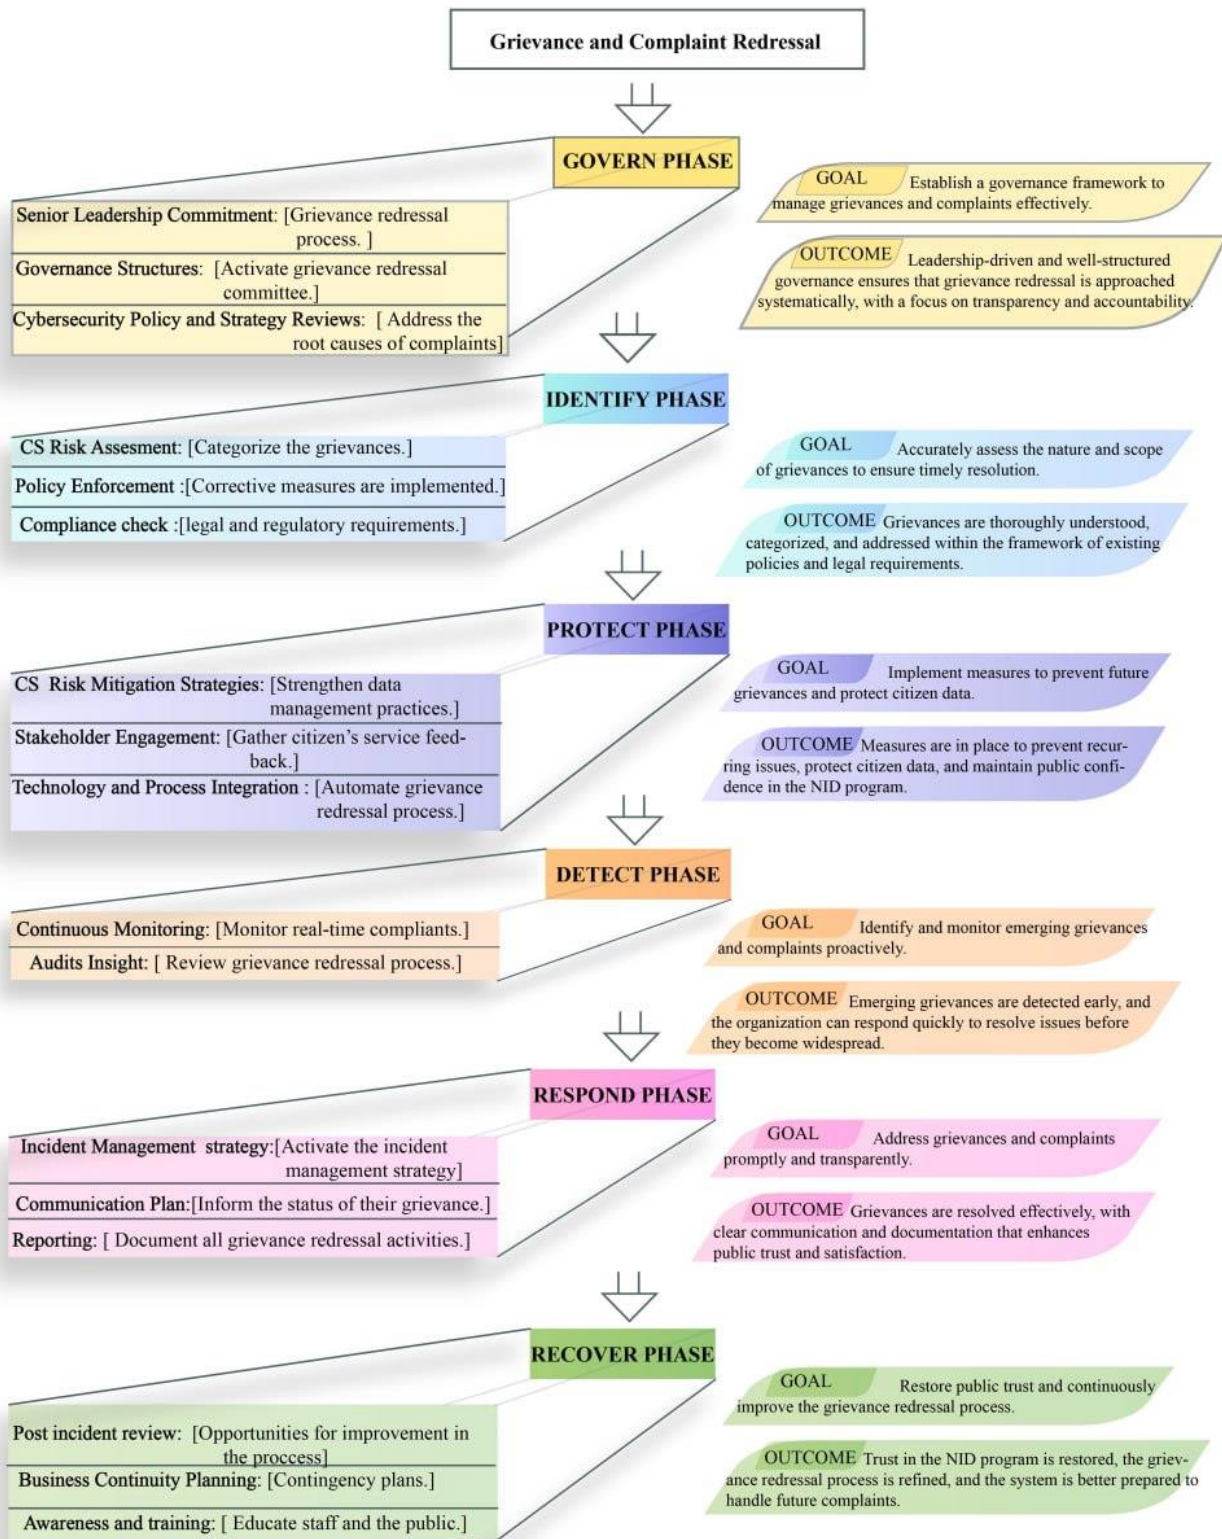 Grievance and Complaint Redressal
GOVERN PHASE
Senior Leadership Commitment: [Grievance redressal
process. ]
Governance Structures: [Activate grievance redressal
committee.]
Cybersecurity Policy and Strategy Reviews: [ Address the
root causes of complaints]
GOAL Establish a governance framework to
manage grievances and complaints effectively.
OUTCOME Leadership-driven and well-structured
governance ensures that grievance redressal is approached
systematically, with a focus on transparency and accountability.
IDENTIFY PHASE
CS Risk Assesment: [Categorize the grievances.]
Policy Enforcement :[Corrective measures are implemented.]
Compliance check :[legal and regulatory requirements.]
GOAL Accurately assess the nature and scope
of grievances to ensure timely resolution.
OUTCOME Grievances are thoroughly understood,
categorized, and addressed within the framework of existing
policies and legal requirements.
PROTECT PHASE
CS Risk Mitigation Strategies: [Strengthen data
management practices.]
Stakeholder Engagement: [Gather citizen's service feed-
back.]
Technology and Process Integration : [Automate grievance
redressal process.]
GOAL Implement measures to prevent future
grievances and protect citizen data.
OUTCOME Measures are in place to prevent recur-
ring issues, protect citizen data, and maintain public confi-
dence in the NID program.
DETECT PHASE
Continuous Monitoring: [Monitor real-time compliants.]
Audits Insight: [ Review grievance redressal process.]
GOAL Identify and monitor emerging grievances
and complaints proactively.
OUTCOME Emerging grievances are detected early, and
the organization can respond quickly to resolve issues before
they become widespread.
RESPOND PHASE
Incident Management strategy:[Activate the incident
management strategy]
Communication Plan:[Inform the status of their grievance.]
Reporting: [ Document all grievance redressal activities.]
GOAL Address grievances and complaints
promptly and transparently.
OUTCOME Grievances are resolved effectively, with
clear communication and documentation that enhances
public trust and satisfaction.
RECOVER PHASE
Post incident review: [Opportunities for improvement in
the proccess]
Business Continuity Planning: [Contingency plans.]
Awareness and training: [ Educate staff and the public.]
GOAL Restore public trust and continuously
improve the grievance redressal process.
OUTCOME Trust in the NID program is restored, the griev-
ance redressal process is refined, and the system is better prepared to
handle future complaints.